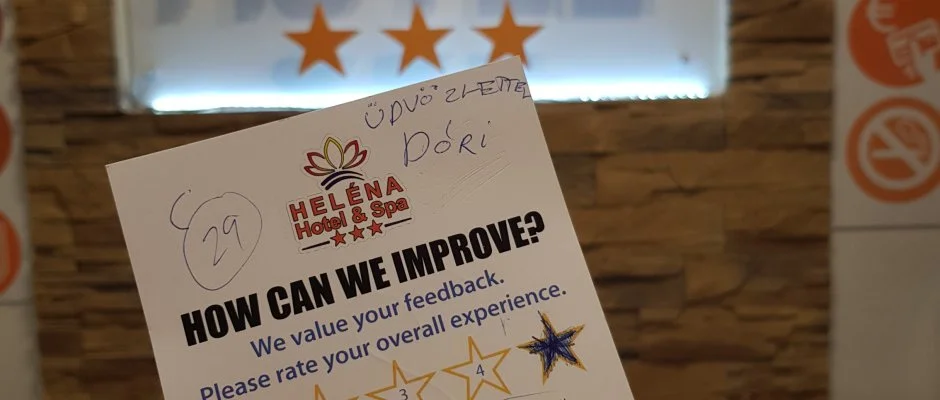 ÜDVÖZLETTEL
DÓRI
29
HELÉNA
Hotel & Spa
HOW CAN WE IMPROVE?
We value your feedback.
Please rate your overall experience.
3
4